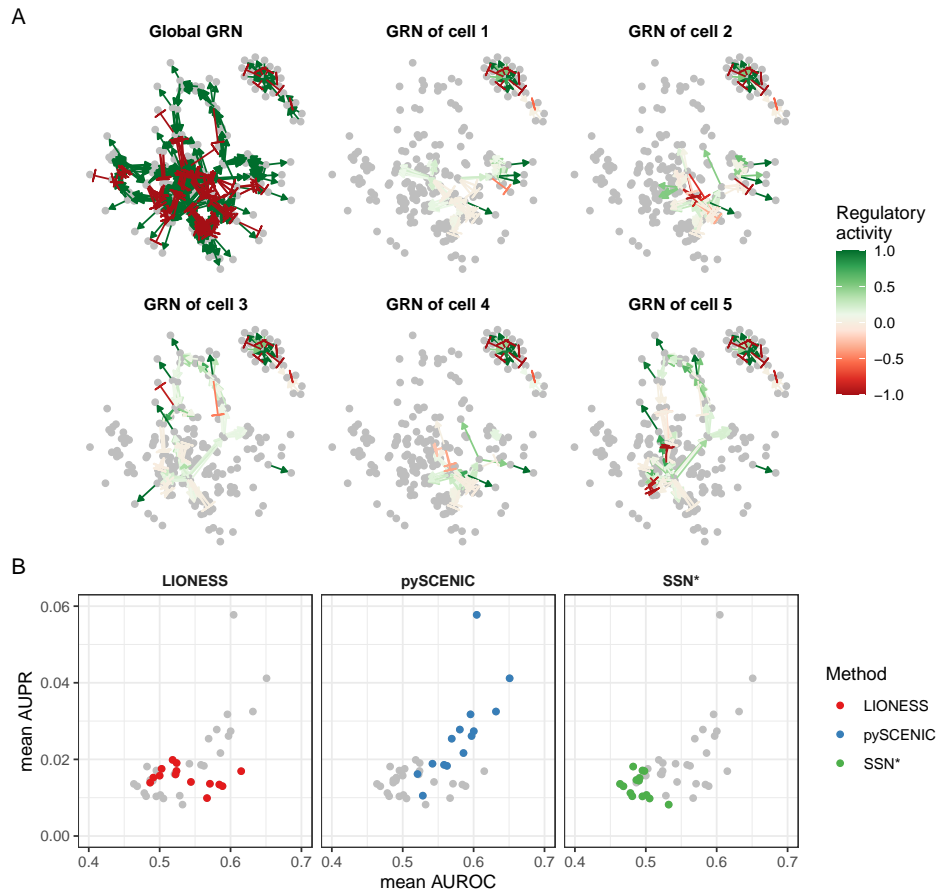 A
Global GRN
GRN of cell 1
GRN of cell 2
GRN of cell 3
GRN of cell 4
GRN of cell 5
Regulatory
activity
1.0
0.5
0.0
−0.5
−1.0
B
LIONESS
pySCENIC
SSN*
mean AUPR
0.06
0.04
0.02
0.00
0.4 0.5 0.6 0.7
0.4 0.5 0.6 0.7
0.4 0.5 0.6 0.7
mean AUROC
Method
LIONESS
pySCENIC
SSN*